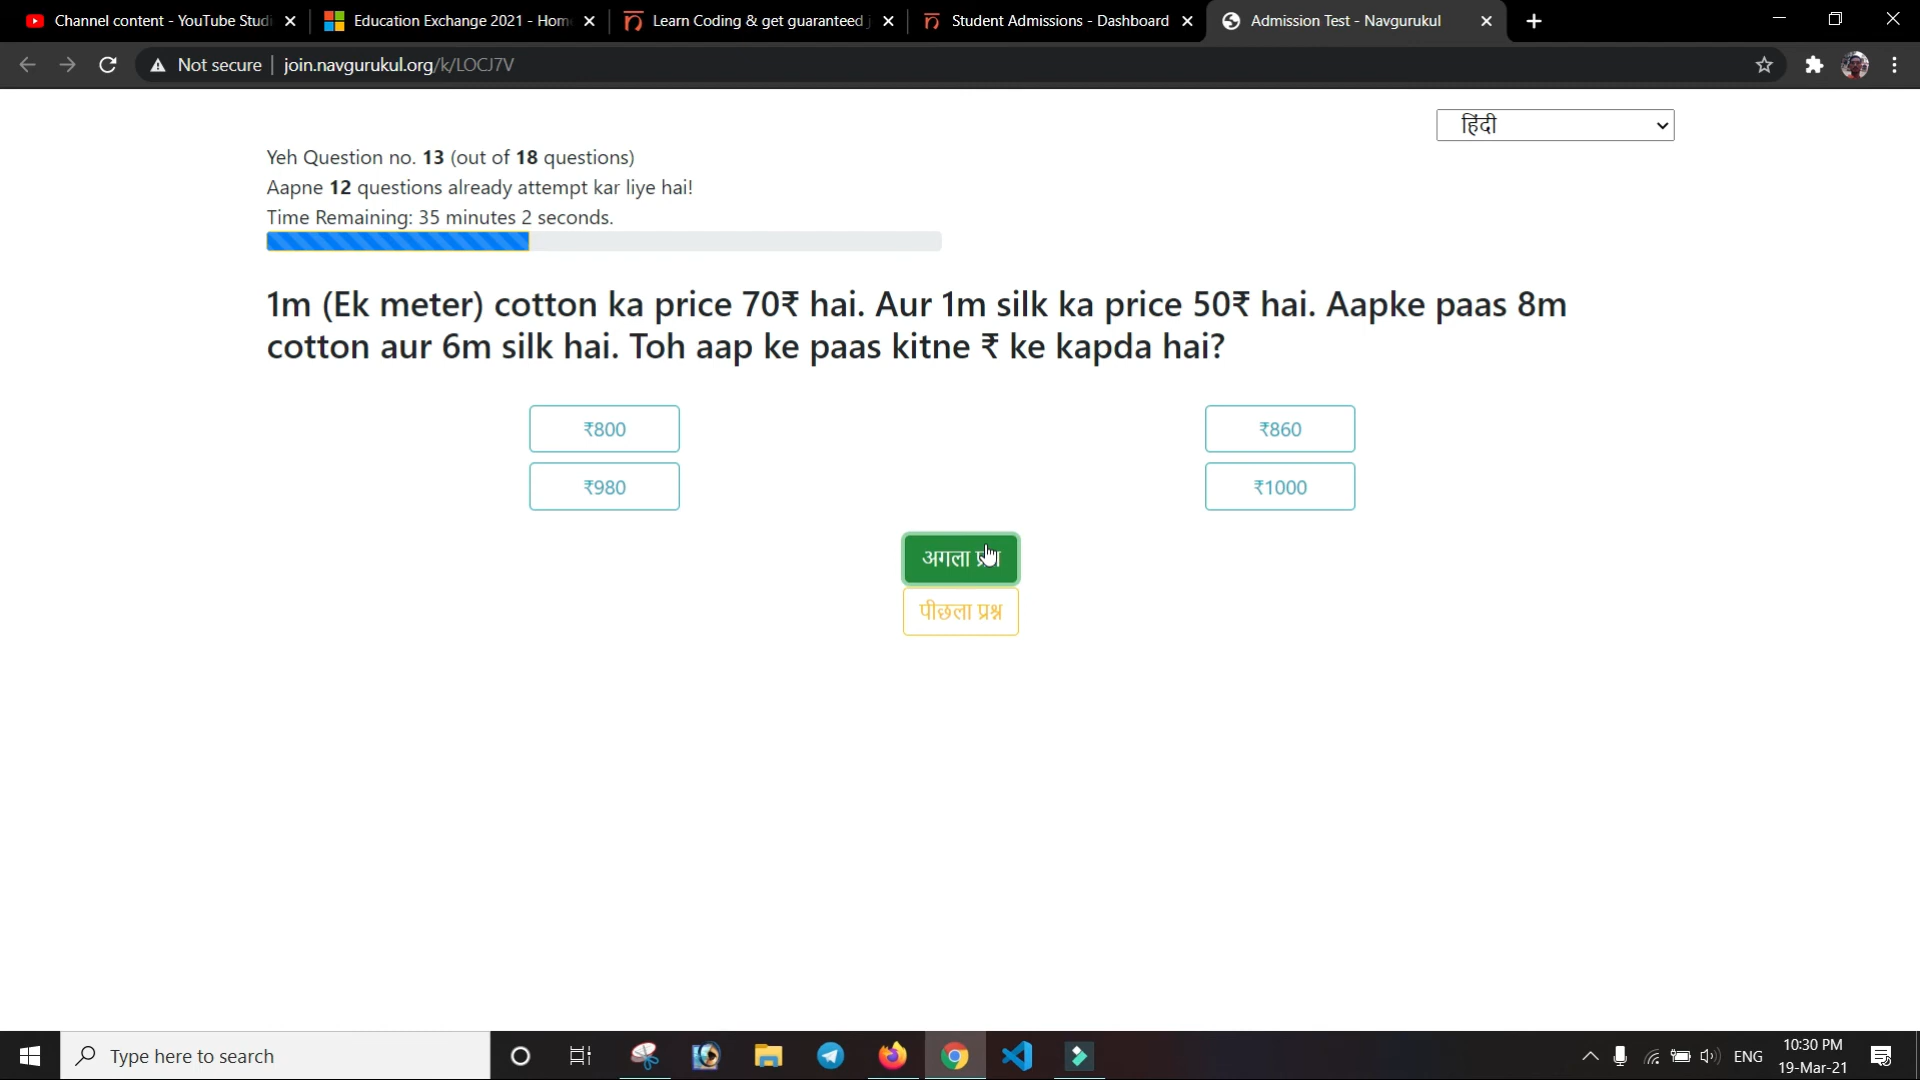 Channel content - YouTube Studi
Education Exchange 2021 - Hom
Learn Coding & get guaranteed j
Student Admissions - Dashboard
Admission Test - Navgurukul
Not secure | join.navgurukul.org/k/LOCJ7V
हिंदी
Yeh Question no. 13 (out of 18 questions)
Aapne 12 questions already attempt kar liye hai!
Time Remaining: 35 minutes 2 seconds.
1m (Ek meter) cotton ka price 70₹ hai. Aur 1m silk ka price 50₹ hai. Aapke paas 8m
cotton aur 6m silk hai. Toh aap ke paas kitne ₹ ke kapda hai?
₹800
₹860
₹980
₹1000
अगला प्रश्न
पीछला प्रश्न
Type here to search
ENG
10:30 PM
19-Mar-21